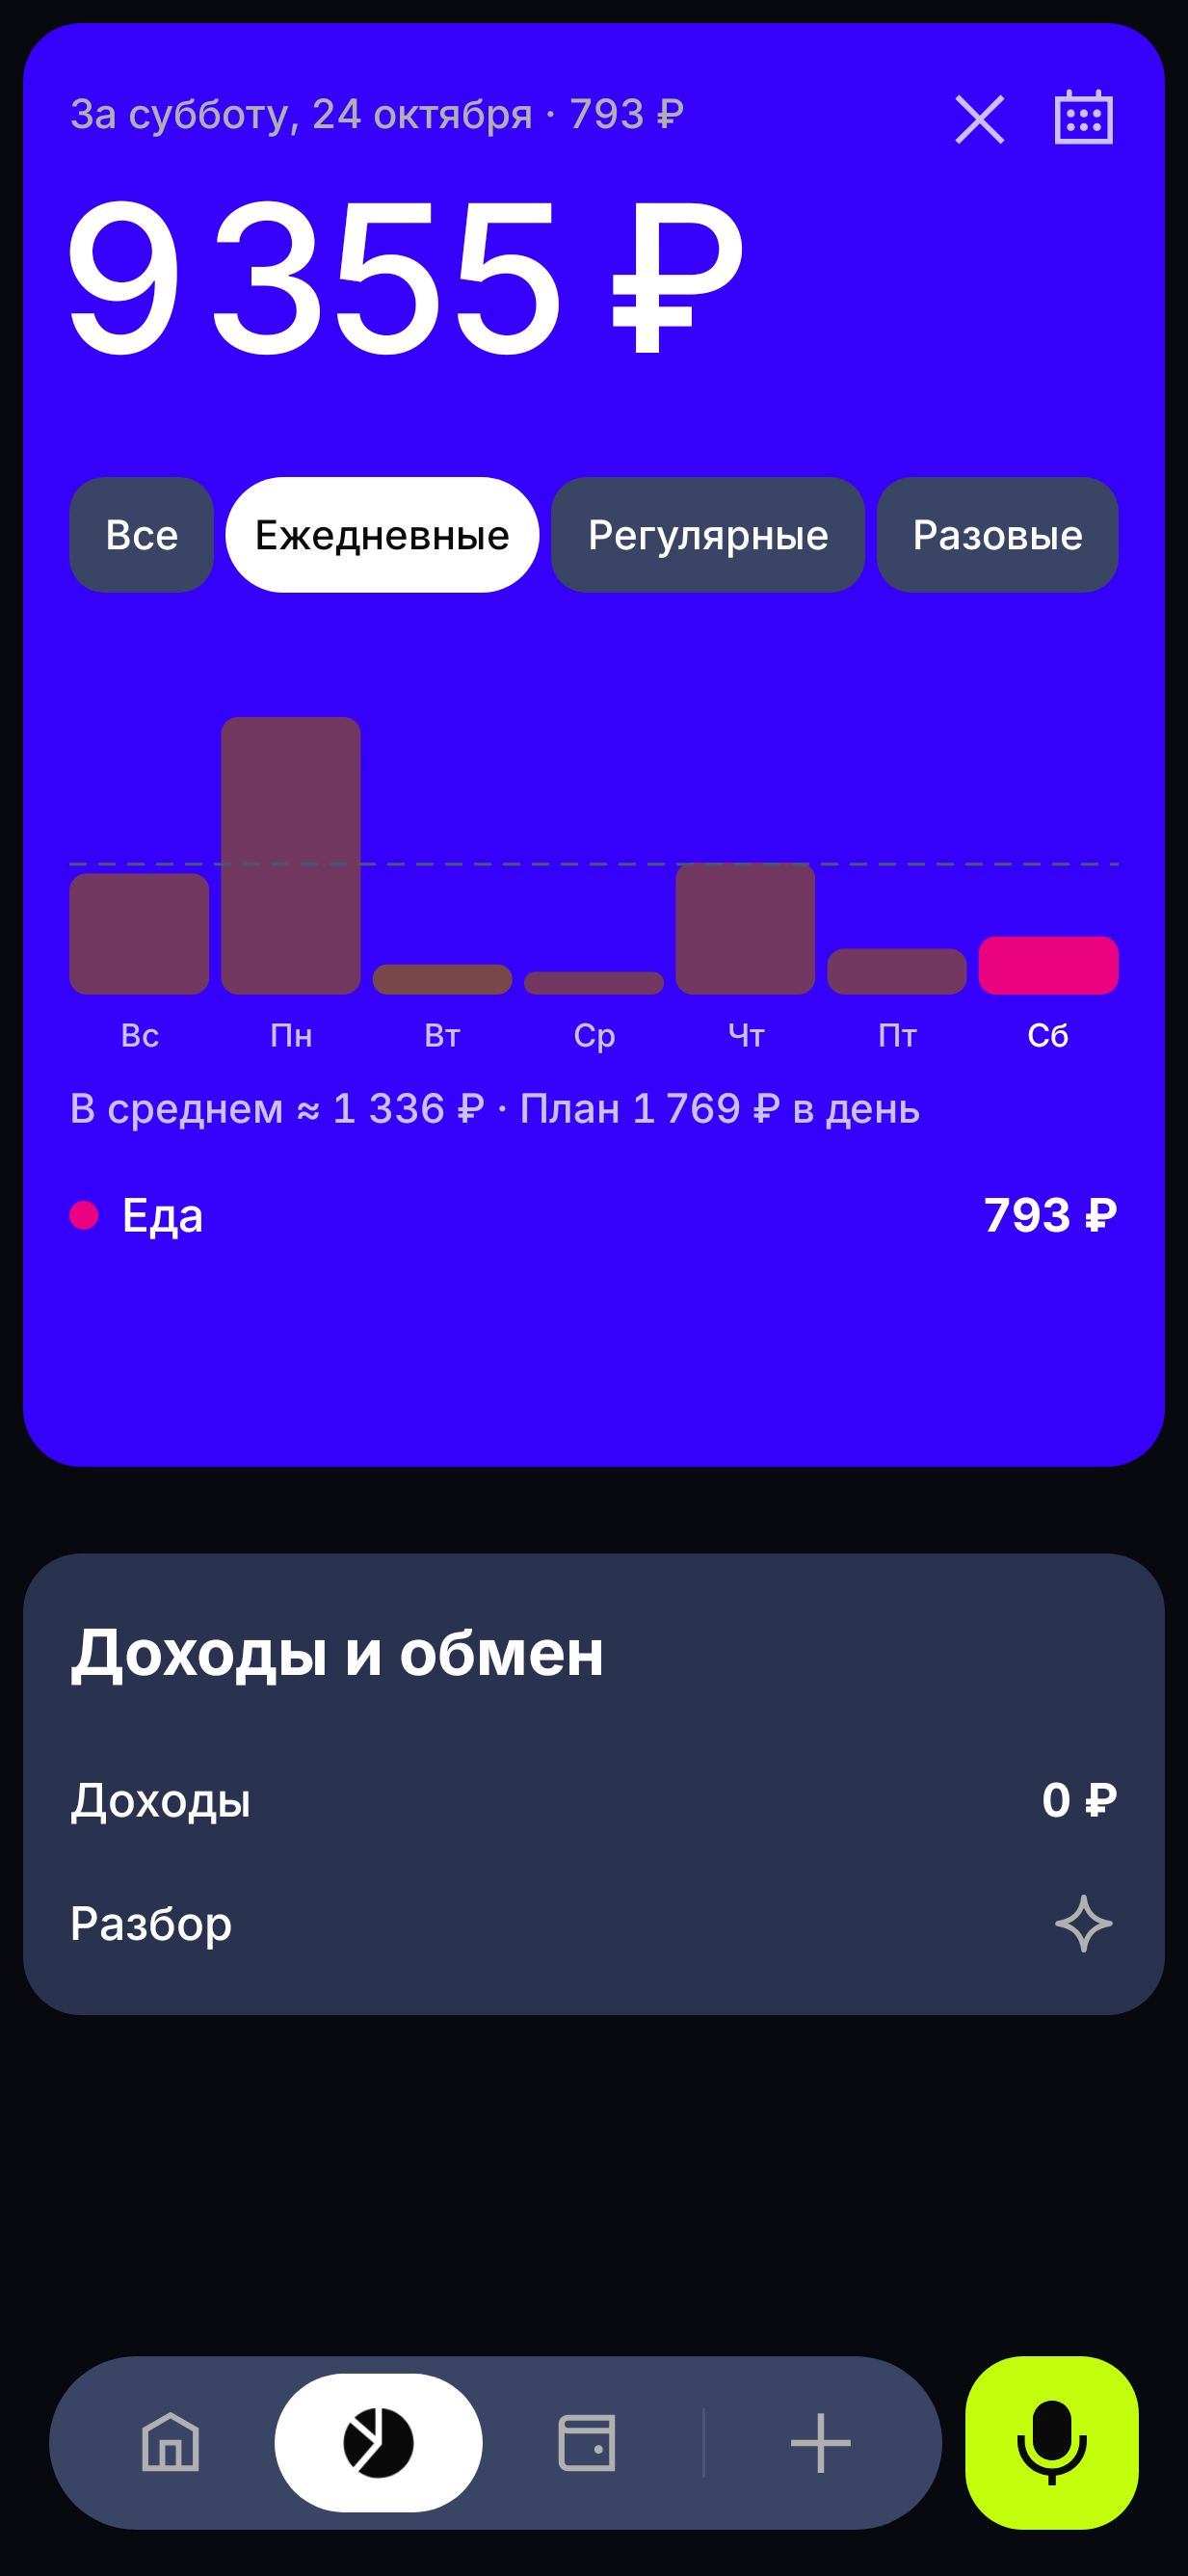 За субботу, 24 октября · 793 ₽
9 355 ₽
Все Ежедневные Регулярные Разовые
Вс Пн Вт Ср Чт Пт Сб
В среднем ≈ 1 336 ₽ · План 1 769 ₽ в день
Еда 793 ₽
Доходы и обмен
Доходы 0 ₽
Разбор